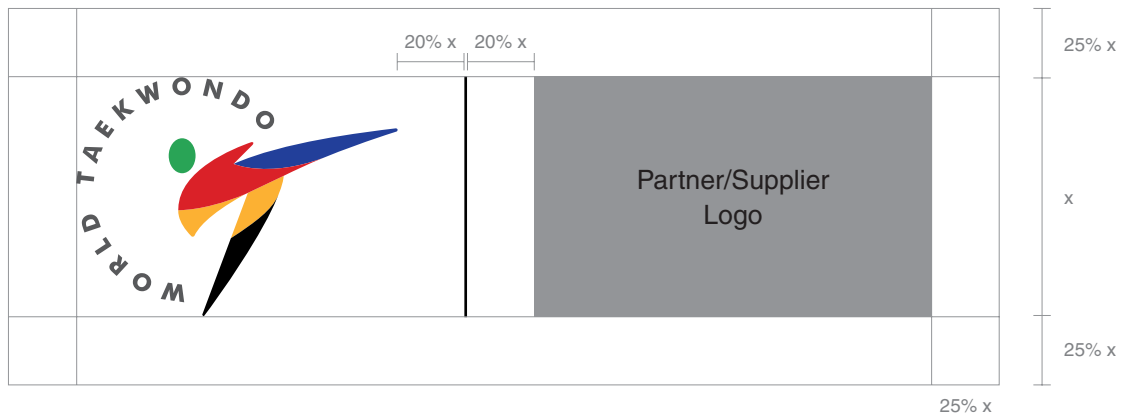 20% x 20% x
25% x
WORLD TAEKWONDO
Partner/Supplier
Logo
x
25% x
25% x